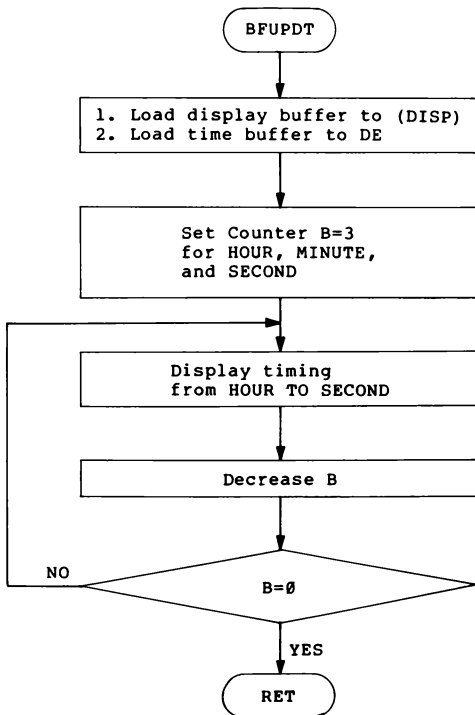 BFUPDT
1. Load display buffer to (DISP)
2. Load time buffer to DE
Set Counter B=3
for HOUR, MINUTE,
and SECOND
Display timing
from HOUR TO SECOND
Decrease B
NO
B=Ø
YES
RET